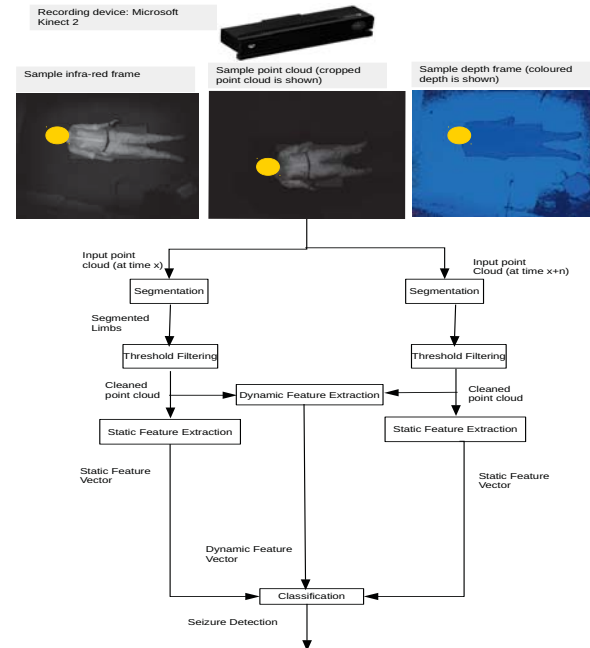 Recording device: Microsoft
Kinect 2
Sample infra-red frame
Sample point cloud (cropped
point cloud is shown)
Sample depth frame (coloured
depth is shown)
Input point
cloud (at time x)
Input point
Cloud (at time x+n)
Segmentation
Segmentation
Segmented
Limbs
Threshold Filtering
Threshold Filtering
Cleaned
point cloud
Dynamic Feature Extraction
Cleaned
point cloud
Static Feature Extraction
Static Feature Extraction
Static Feature
Vector
Static Feature
Vector
Dynamic Feature
Vector
Classification
Seizure Detection